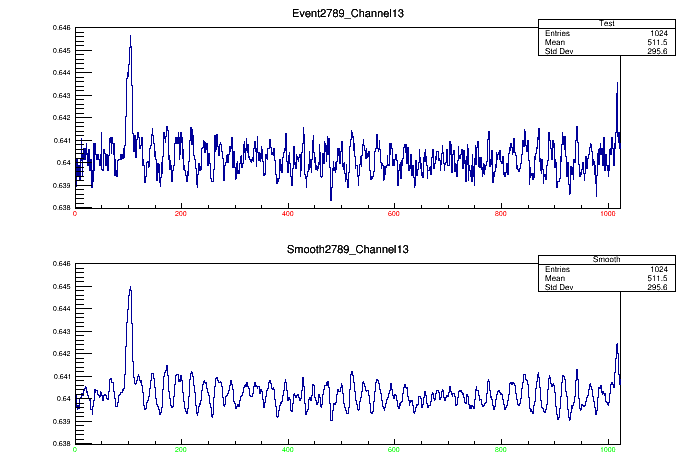 Event2789_Channel13
Test
Entries 1024
Mean 511.5
Std Dev 295.6
0.646
0.645
0.644
0.643
0.642
0.641
0.64
0.639
0.638
0 200 400 600 800 1000
Smooth2789_Channel13
Smooth
Entries 1024
Mean 511.5
Std Dev 295.6
0.646
0.645
0.644
0.643
0.642
0.641
0.64
0.639
0.638
0 200 400 600 800 1000